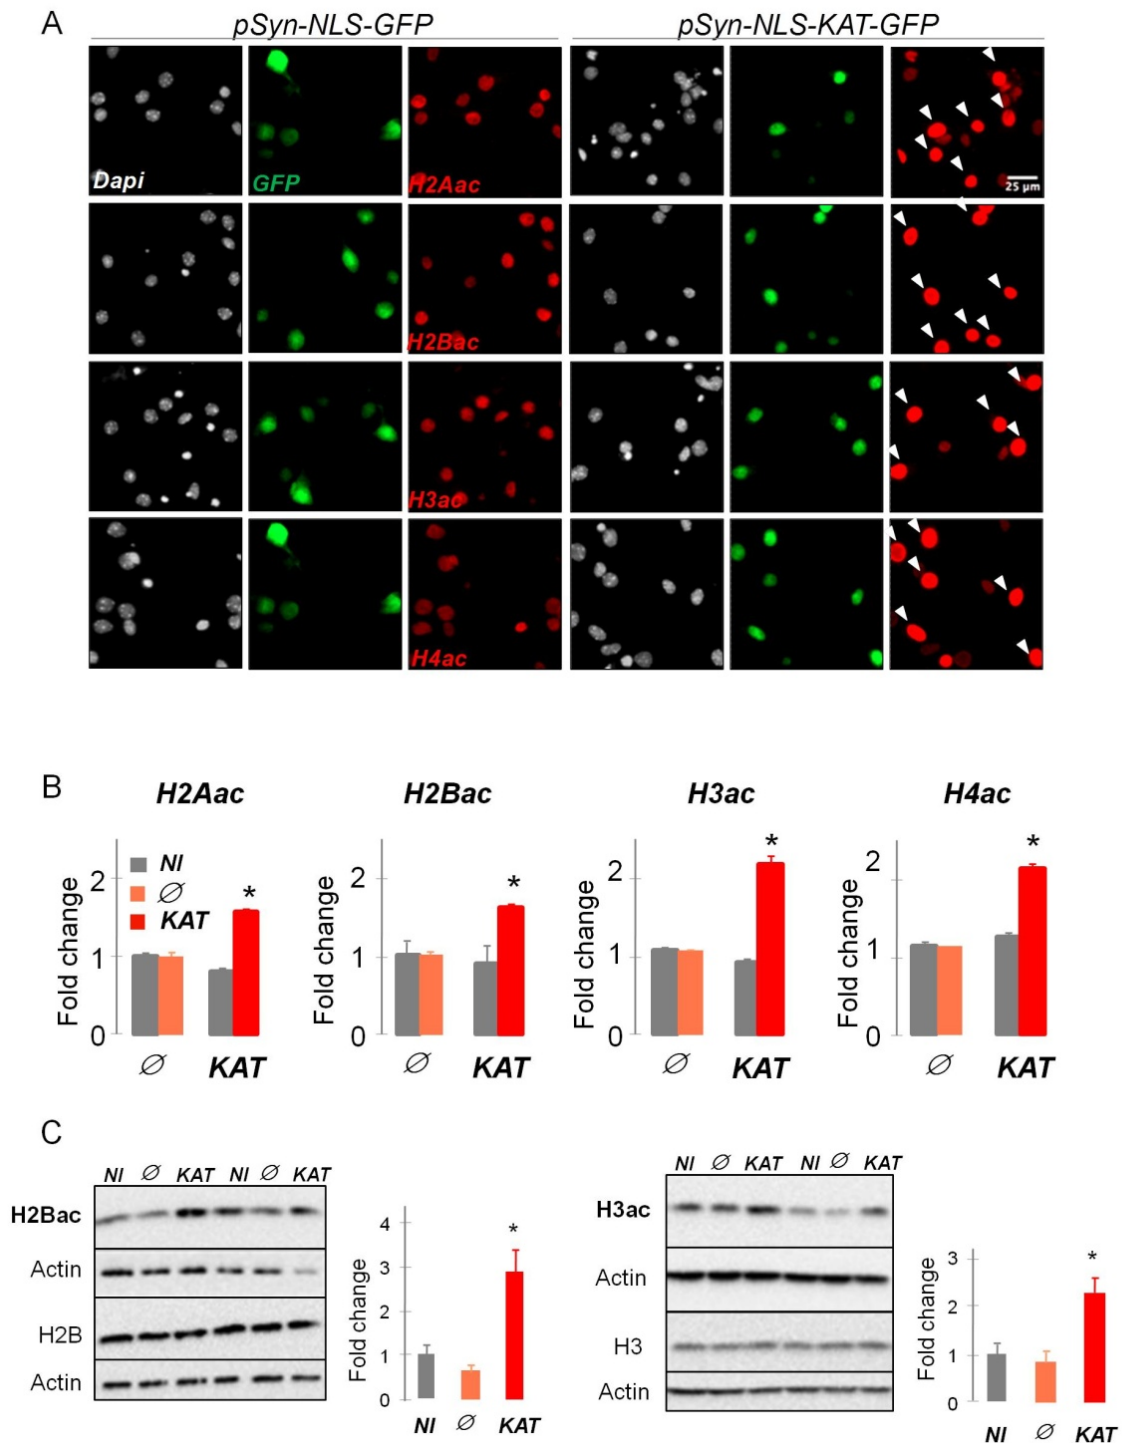 A
pSyn-NLS-GFP pSyn-NLS-KAT-GFP
Dapi GFP H2Aac 25 µm
H2Bac
H3ac
H4ac
B
H2Aac H2Bac H3ac H4ac
Fold change 2 1 0 NI ∅ KAT * ∅ KAT
Fold change 2 1 0 * ∅ KAT
Fold change 2 1 0 * ∅ KAT
Fold change 2 1 0 * ∅ KAT
C
NI ∅ KAT NI ∅ KAT
H2Bac
Actin
H2B
Actin
Fold change 4 3 2 1 0 * NI ∅ KAT
NI ∅ KAT NI ∅ KAT
H3ac
Actin
H3
Actin
Fold change 3 2 1 0 * NI ∅ KAT